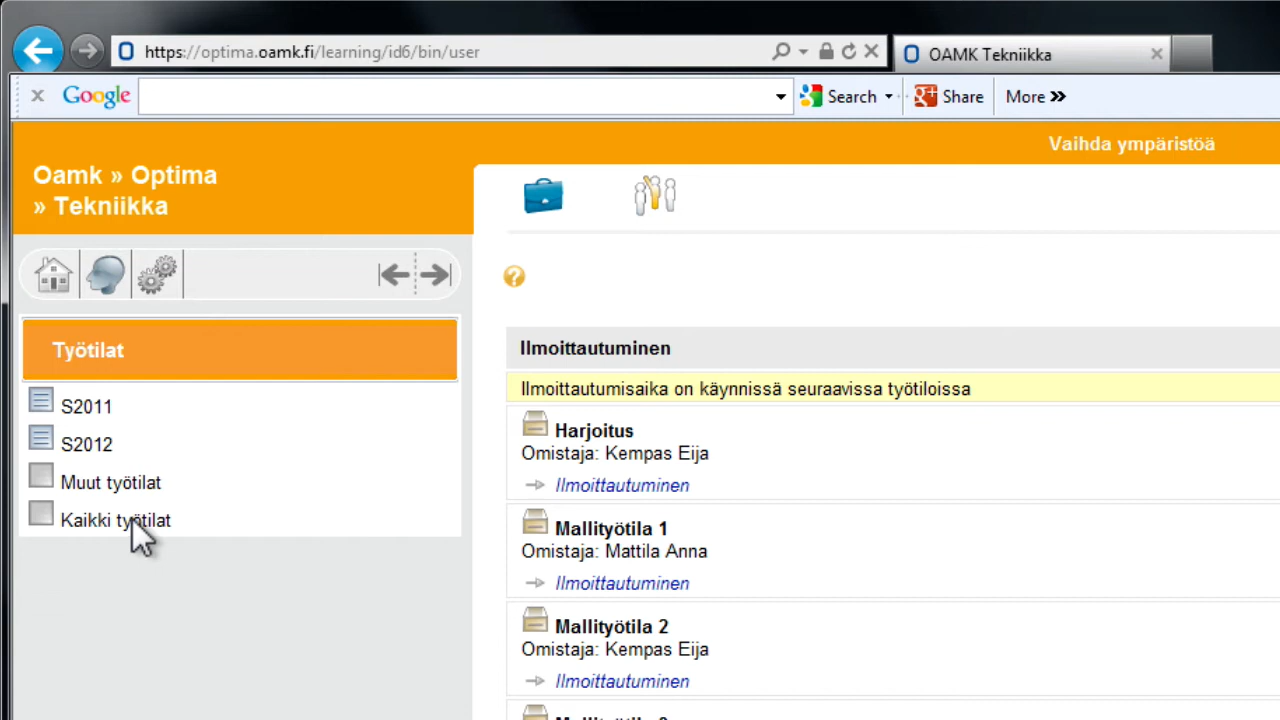 https://optima.oamk.fi/learning/id6/bin/user
OAMK Tekniikka
Google
Search
Share
More
Vaihda ympäristöä
Oamk » Optima
» Tekniikka
Työtilat
S2011
S2012
Muut työtilat
Kaikki työtilat
Ilmoittautuminen
Ilmoittautumisaika on käynnissä seuraavissa työtiloissa
Harjoitus
Omistaja: Kempas Eija
Ilmoittautuminen
Mallityötila 1
Omistaja: Mattila Anna
Ilmoittautuminen
Mallityötila 2
Omistaja: Kempas Eija
Ilmoittautuminen